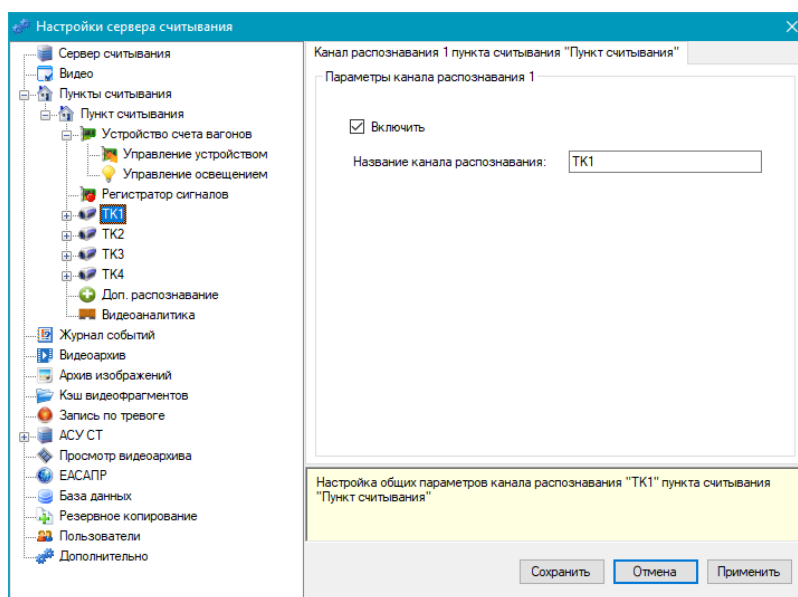 Настройки сервера считывания
Сервер считывания
Видео
Пункты считывания
Пункт считывания
Устройство счета вагонов
Управление устройством
Управление освещением
Регистратор сигналов
ТК1
ТК2
ТК3
ТК4
Доп. распознавание
Видеоаналитика
Журнал событий
Видеоархив
Архив изображений
Кэш видеофрагментов
Запись по тревоге
АСУ СТ
Просмотр видеоархива
ЕАСАПР
База данных
Резервное копирование
Пользователи
Дополнительно
Канал распознавания 1 пункта считывания "Пункт считывания"
Параметры канала распознавания 1
Включить
Название канала распознавания: ТК1
Настройка общих параметров канала распознавания "ТК1" пункта считывания
"Пункт считывания"
Сохранить Отмена Применить